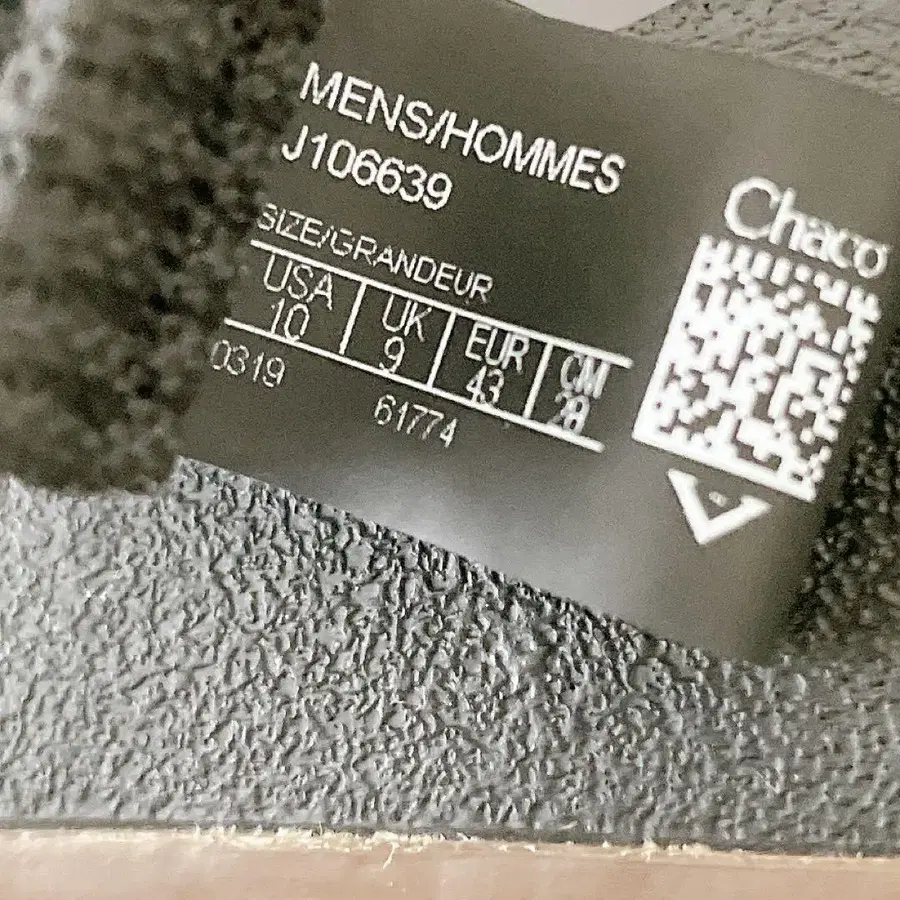 MENS/HOMMES
J106639
Chaco
SIZE/GRANDEUR
USA UK EUR CM
10 9 43 28
0319 61774